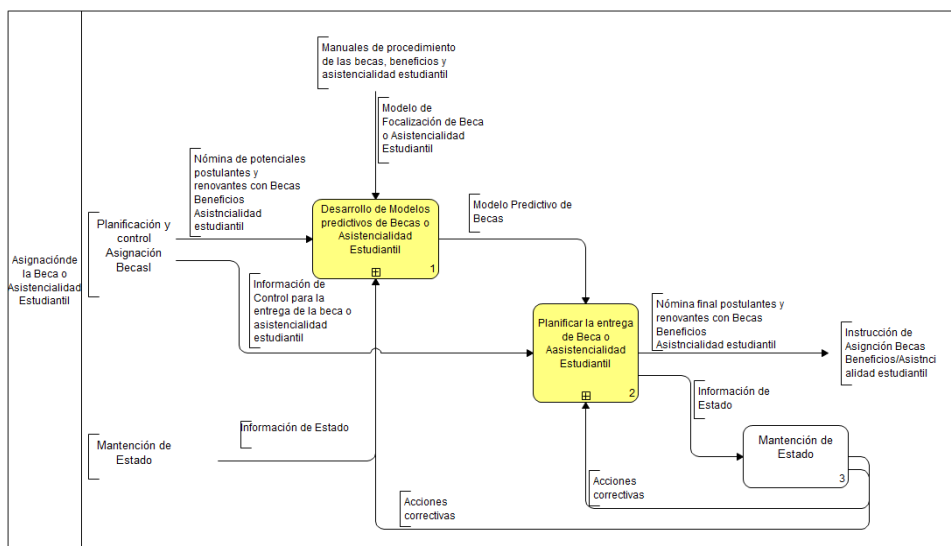 Manuales de procedimiento
de las becas, beneficios y
asistencialidad estudiantil
Modelo de
Focalización de Beca
o Asistencialidad
Estudiantil
Nómina de potenciales
postulantes y
renovantes con Becas
Beneficios
Asistncialidad
estudiantil
Desarrollo de Modelos
predictivos de Becas o
Asistencialidad
Estudiantil
1
Modelo Predictivo de
Becas
Planificación y
control
Asignación
Becasl
Asignaciónde
la Beca o
Asistencialidad
Estudiantil
Información de
Control para la
entrega de la beca o
asistencialidad
estudiantil
Planificar la entrega
de Beca o
Aasistencialidad
Estudiantil
2
Nómina final postulantes y
renovantes con Becas
Beneficios
Asistncialidad estudiantil
Instrucción de
Asignción Becas
Beneficios/Asistnci
alidad estudiantil
Información de
Estado
Mantención de
Estado
Información de Estado
Mantención de
Estado
3
Acciones
correctivas
Acciones
correctivas